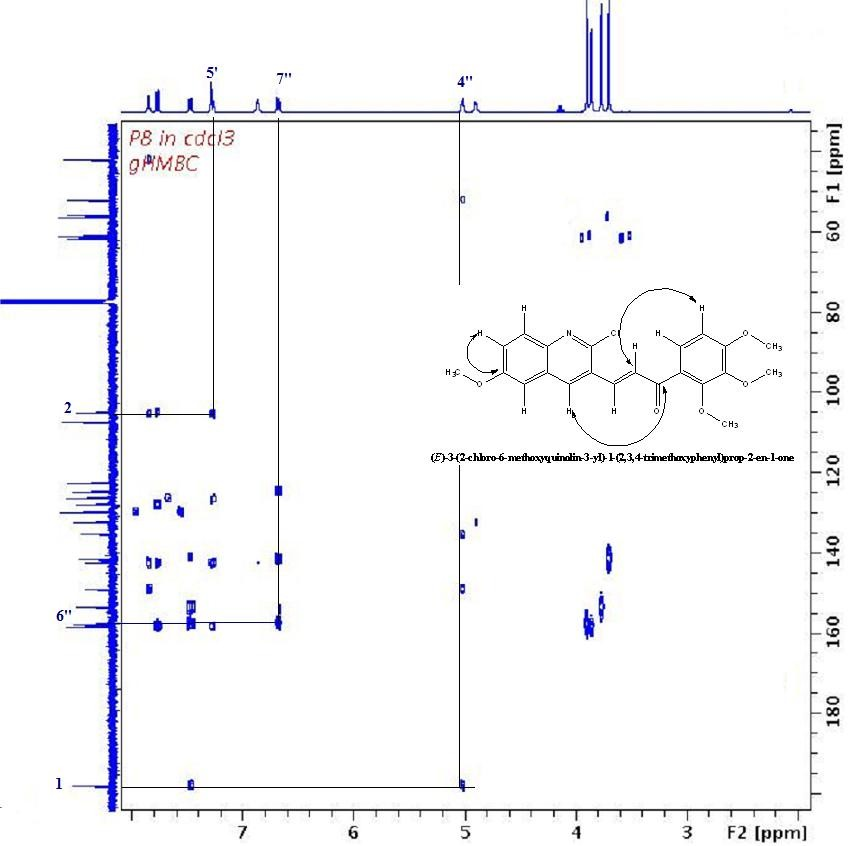 5' 7" 4"
P8 in cdcl3
gHMBC
F1 [ppm]
60
80
100
120
140
160
180
2
6"
1
H H H H
N Cl H O CH3
H3C O O CH3
H H H O O CH3
(E)-3-(2-chloro-6-methoxyquinolin-3-yl)-1-(2,3,4-trimethoxyphenyl)prop-2-en-1-one
7 6 5 4 3 F2 [ppm]